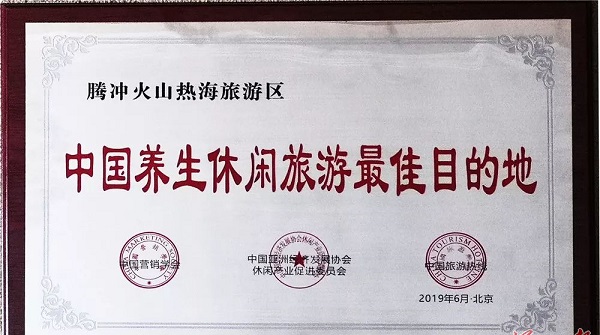 腾冲火山热海旅游区
中国养生休闲旅游最佳目的地
中国营销学会
中国亚洲经济发展协会
休闲产业促进委员会
中国旅游热线
2019年6月·北京